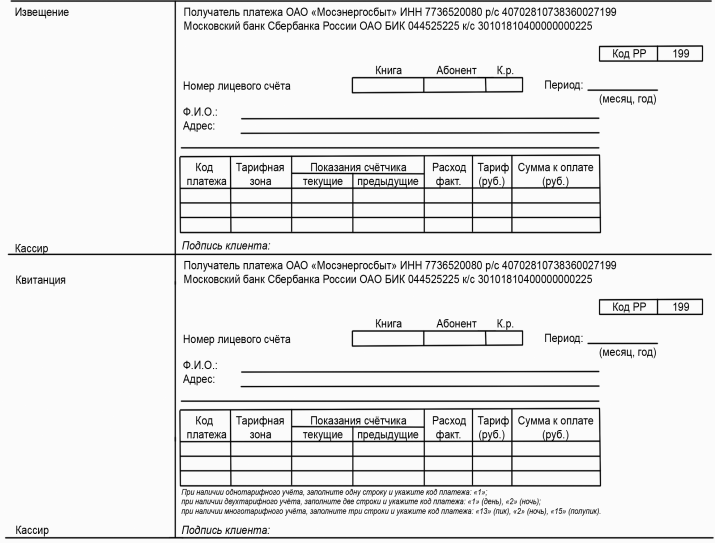 Извещение
Получатель платежа ОАО «Мосэнергосбыт» ИНН 7736520080 р/с 40702810738360027199
Московский банк Сбербанка России ОАО БИК 044525225 к/с 30101810400000000225
Код РР 199
Книга Абонент К.р.
Номер лицевого счёта Период:
(месяц, год)
Ф.И.О.:
Адрес:
Код платежа Тарифная зона Показания счётчика текущие предыдущие Расход факт. Тариф (руб.) Сумма к оплате (руб.)
Кассир Подпись клиента:
Квитанция
Получатель платежа ОАО «Мосэнергосбыт» ИНН 7736520080 р/с 40702810738360027199
Московский банк Сбербанка России ОАО БИК 044525225 к/с 30101810400000000225
Код РР 199
Книга Абонент К.р.
Номер лицевого счёта Период:
(месяц, год)
Ф.И.О.:
Адрес:
Код платежа Тарифная зона Показания счётчика текущие предыдущие Расход факт. Тариф (руб.) Сумма к оплате (руб.)
При наличии однотарифного учёта, заполните одну строку и укажите код платежа: «1»;
при наличии двухтарифного учёта, заполните две строки и укажите код платежа: «1» (день), «2» (ночь);
при наличии многотарифного учёта, заполните три строки и укажите код платежа: «13» (пик), «2» (ночь), «15» (полупик).
Кассир Подпись клиента: